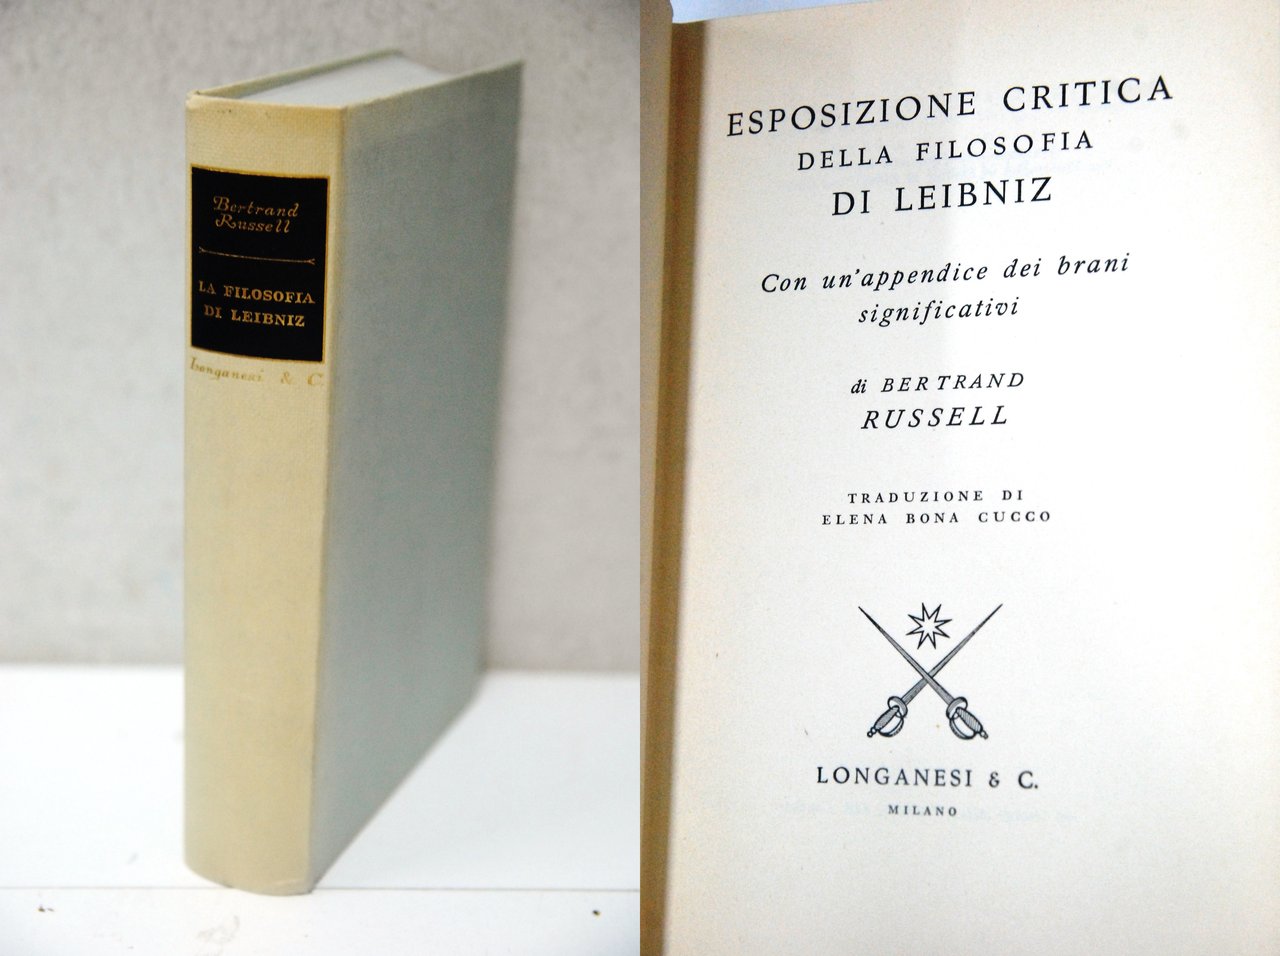 Bertrand
Russell
LA FILOSOFIA
DI LEIBNIZ
Longanesi & C.
ESPOSIZIONE CRITICA
DELLA FILOSOFIA
DI LEIBNIZ
Con un'appendice dei brani
significativi
di BERTRAND
RUSSELL
TRADUZIONE DI
ELENA BONA CUCCO
LONGANESI & C.
MILANO